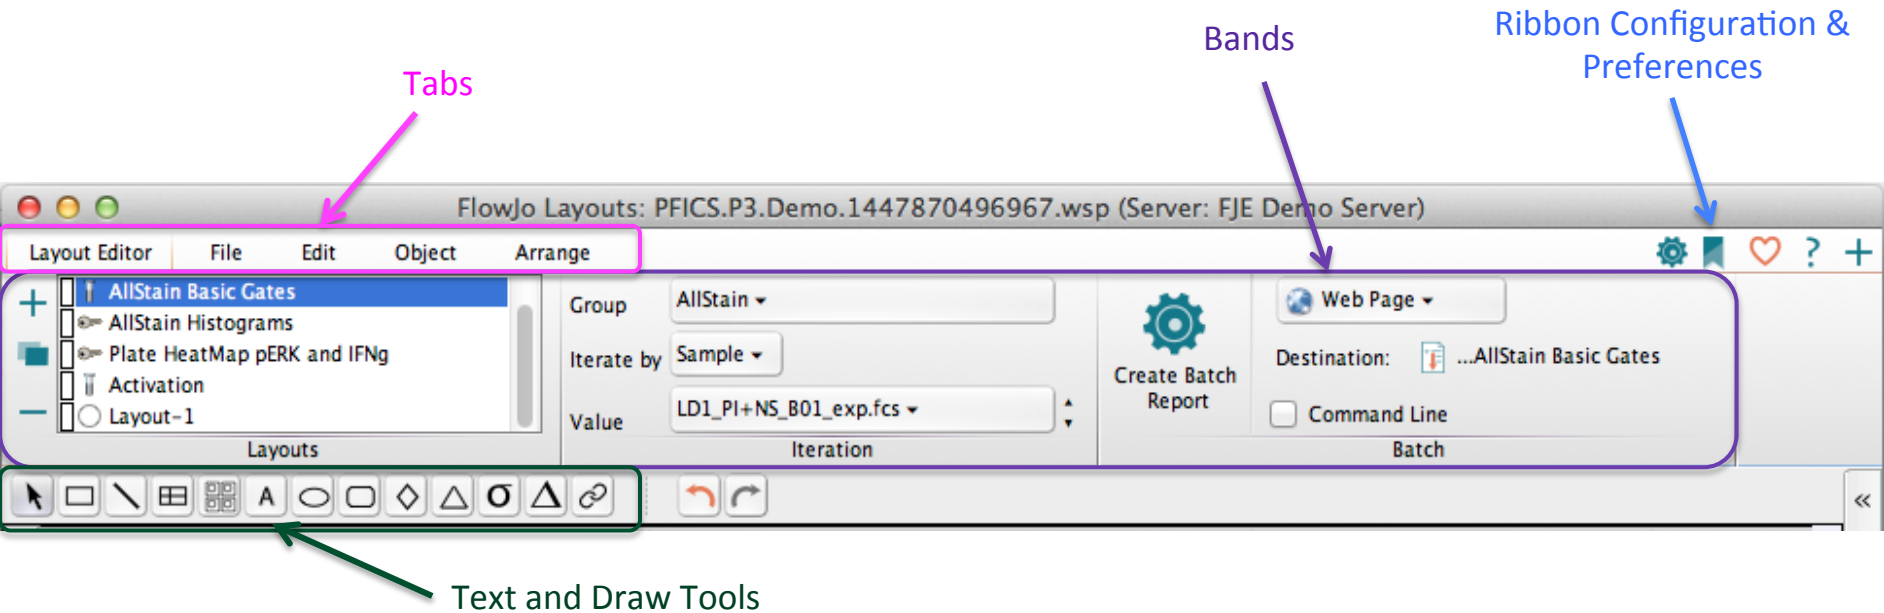 Ribbon Configuration &
Preferences
Bands
Tabs
FlowJo Layouts: PFICS.P3.Demo.1447870496967.wsp (Server: FJE Demo Server)
Layout Editor File Edit Object Arrange ? +
AllStain Basic Gates
AllStain Histograms
Plate HeatMap pERK and IFNg
Activation
Layout-1
Layouts
Group AllStain
Iterate by Sample
Value LD1_PI+NS_B01_exp.fcs
Iteration
Create Batch
Report
Web Page
Destination: ...AllStain Basic Gates
Command Line
Batch
A σ Δ «
Text and Draw Tools